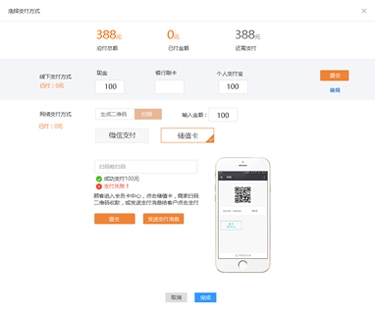 选择支付方式
388元
应付总额
0元
已付金额
388元
还需支付
线下支付方式
已付：0元
现金
100
银行刷卡
个人支付宝
100
提交
编辑
网络支付方式
已付：0元
生成二维码
扫码
输入金额：
100
微信支付
储值卡
扫码枪扫码
成功支付100元
支付失败！
顾客进入会员卡中心，点击储值卡，商家扫码
二维码收款，或发送支付消息给客户点击支付
提交
发送支付消息
取消
完成